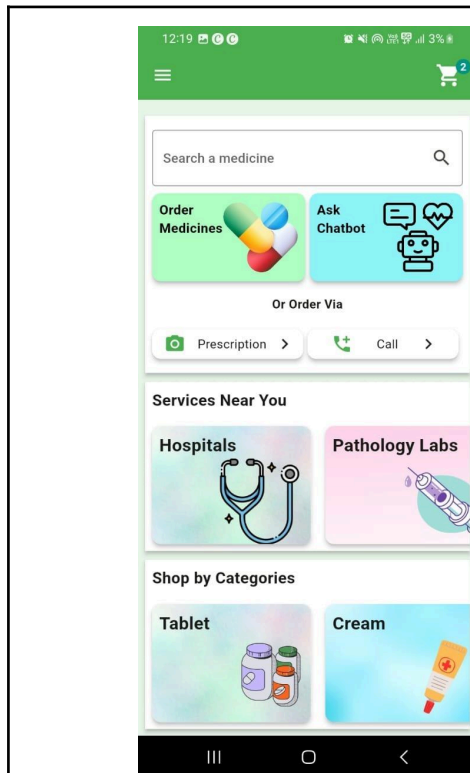 12:19
3%
2
Search a medicine
Order
Medicines
Ask
Chatbot
Or Order Via
Prescription
Call
Services Near You
Hospitals
Pathology Labs
Shop by Categories
Tablet
Cream